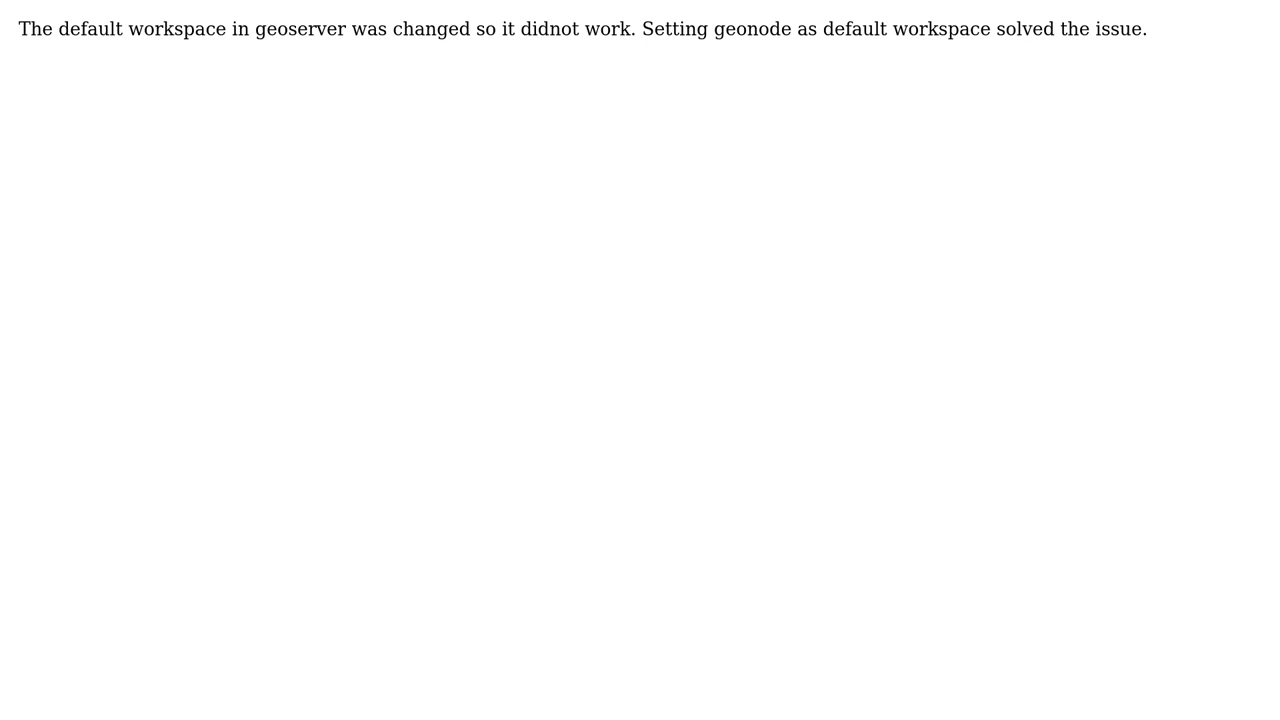 The default workspace in geoserver was changed so it didnot work. Setting geonode as default workspace solved the issue.